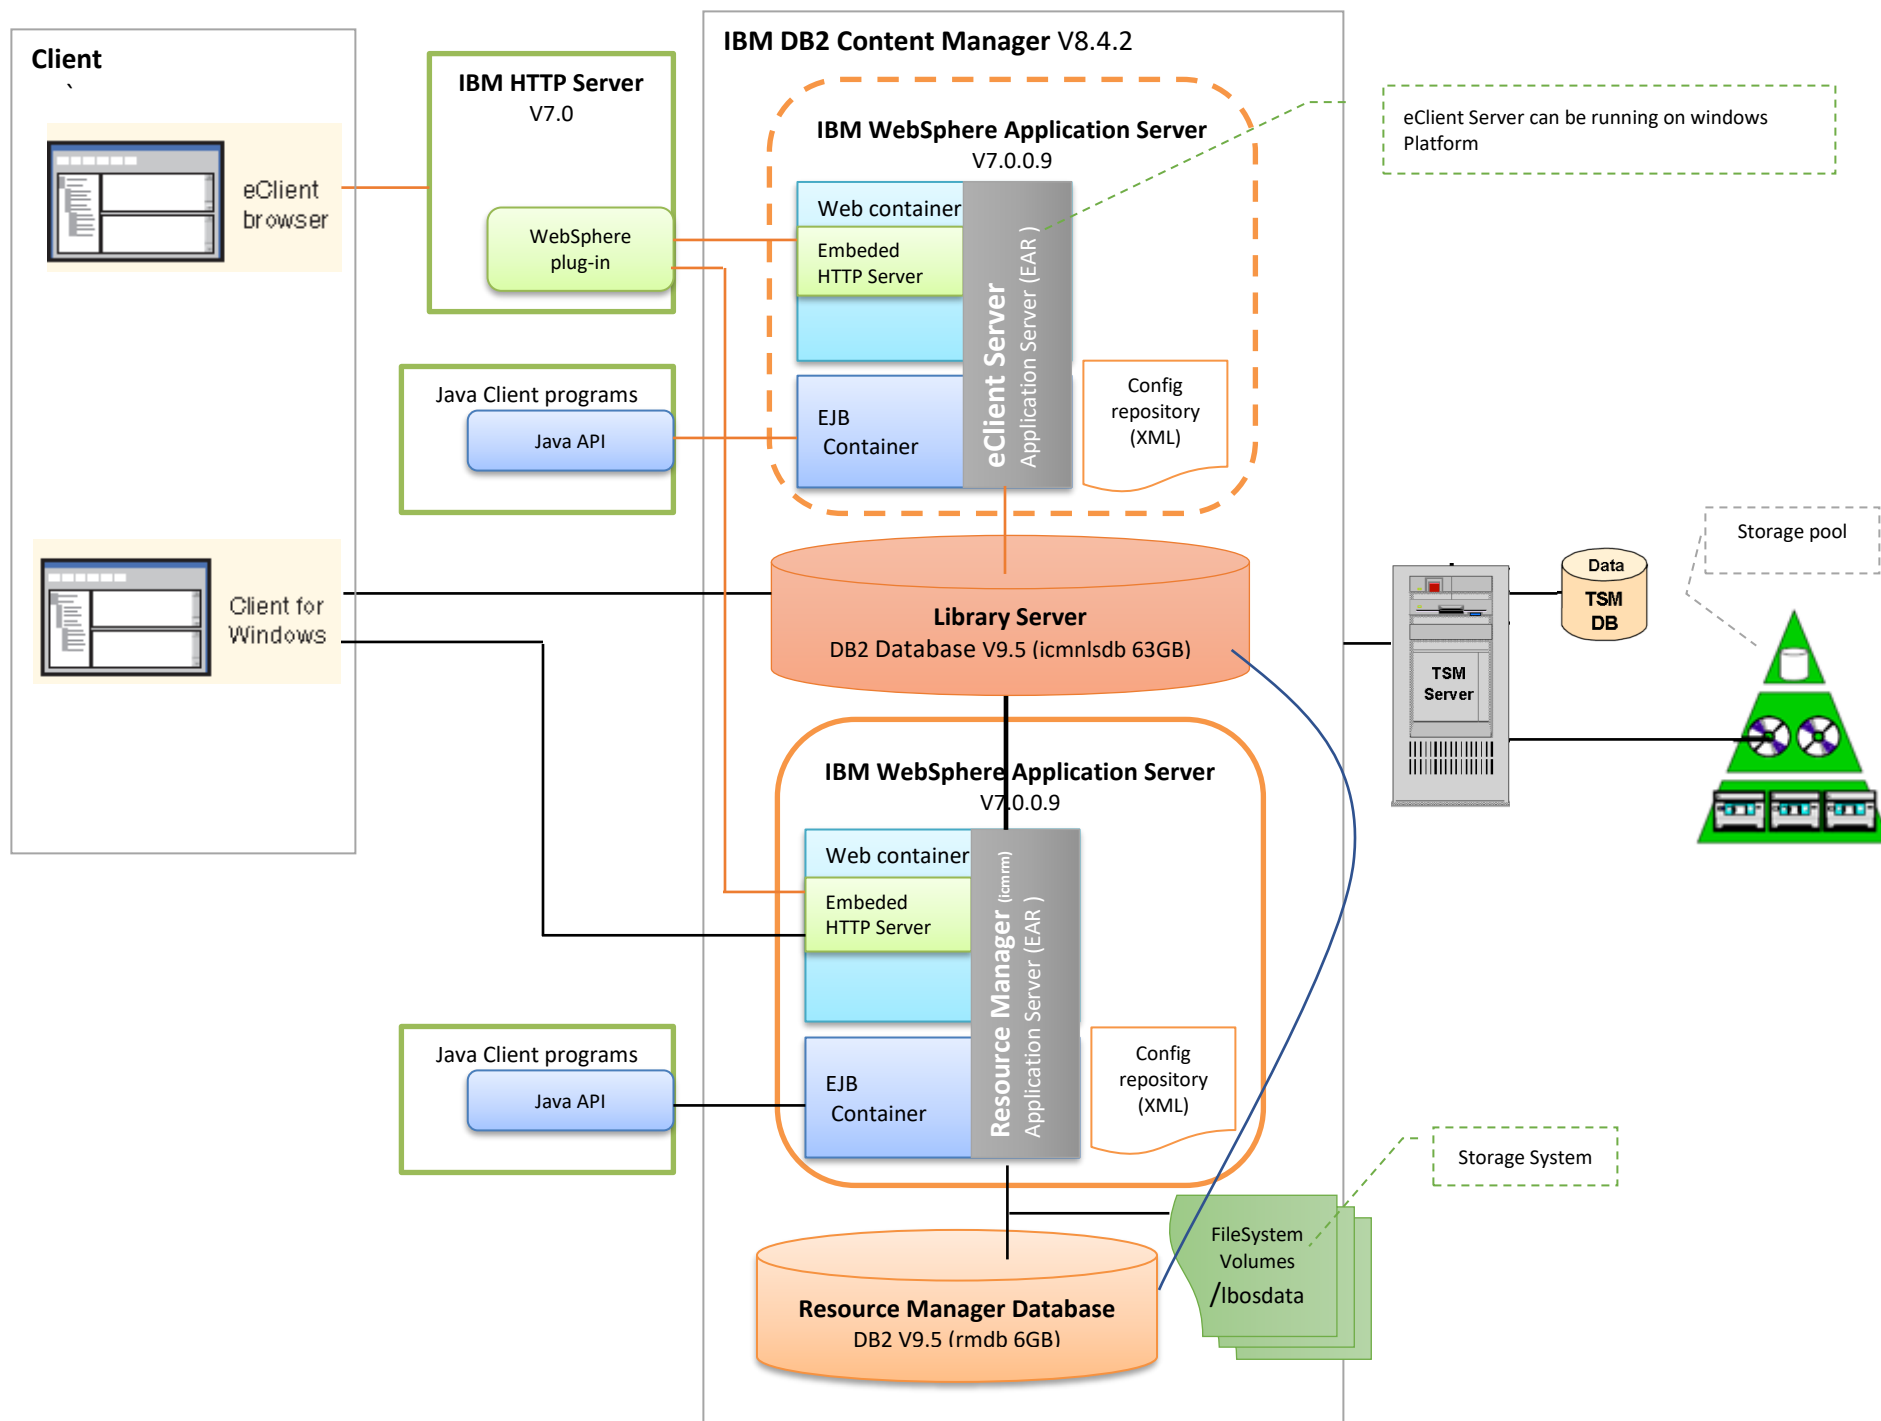 Client
`
eClient
browser
Client for
Windows
IBM HTTP Server
V7.0
WebSphere
plug-in
Java Client programs
Java API
Java Client programs
Java API
IBM DB2 Content Manager V8.4.2
IBM WebSphere Application Server
V7.0.0.9
Web container
Embeded
HTTP Server
EJB
Container
eClient Server
Application Server (EAR )
Config
repository
(XML)
Library Server
DB2 Database V9.5 (icmnlsdb 63GB)
IBM WebSphere Application Server
V7.0.0.9
Web container
Embeded
HTTP Server
EJB
Container
Resource Manager (icmrm)
Application Server (EAR )
Config
repository
(XML)
Resource Manager Database
DB2 V9.5 (rmdb 6GB)
FileSystem
Volumes
/lbosdata
Storage System
eClient Server can be running on windows
Platform
TSM
Server
Data
TSM
DB
Storage pool